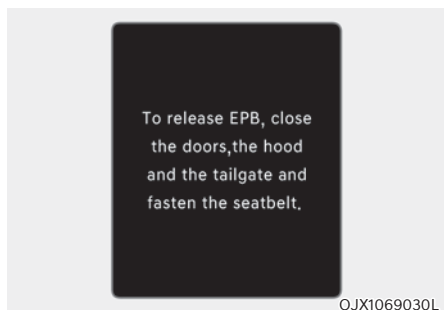 To release EPB, close
the doors,the hood
and the tailgate and
fasten the seatbelt.
OJX1069030L